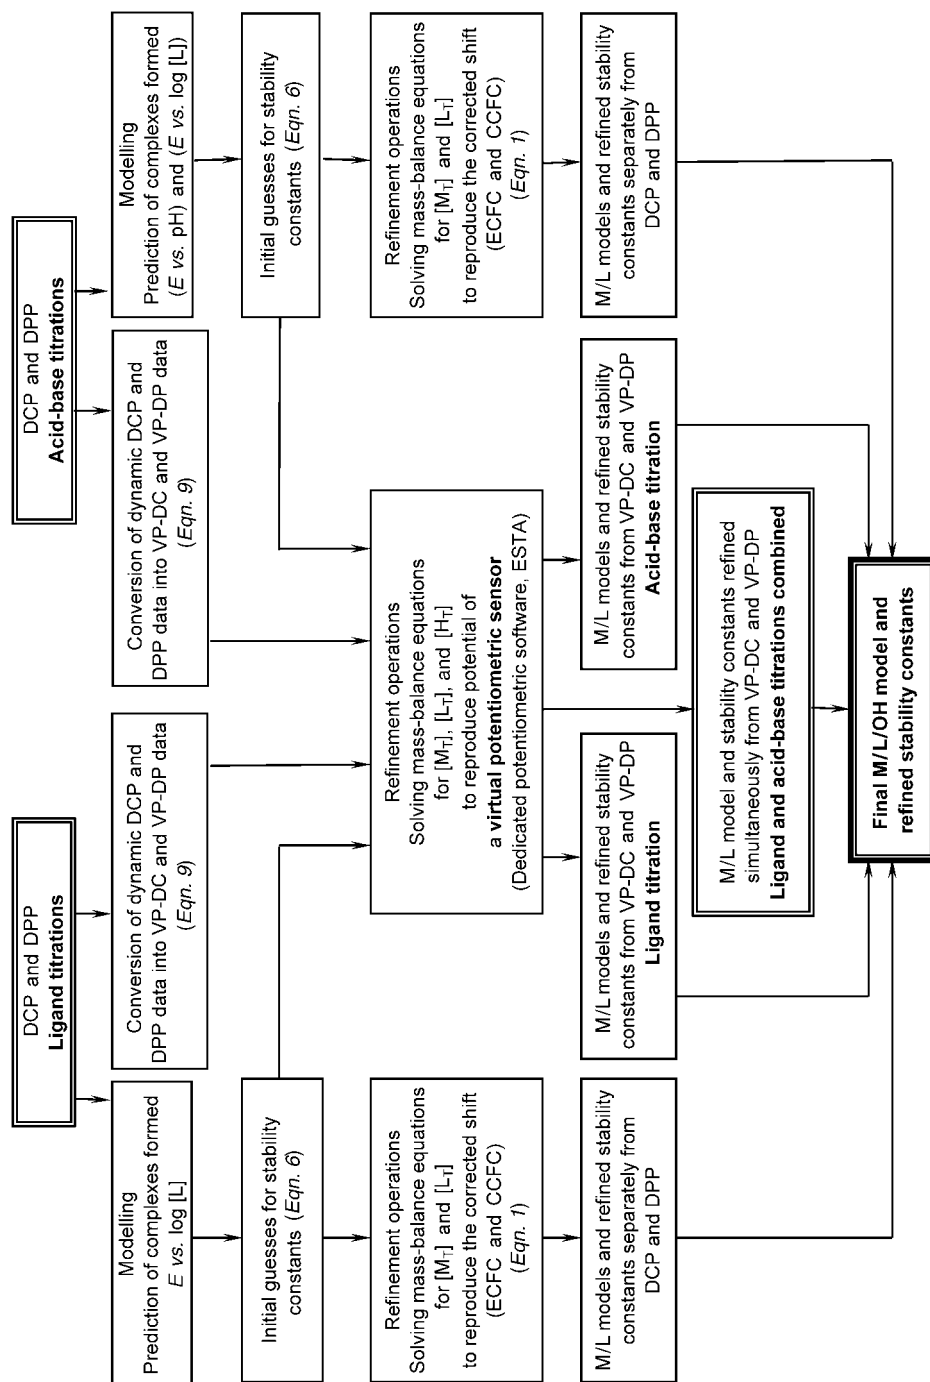 DCP and DPP
Ligand titrations
DCP and DPP
Acid-base titrations
Modelling
Prediction of complexes formed
E vs. log [L]
Conversion of dynamic DCP and
DPP data into VP-DC and VP-DP data
(Eqn. 9)
Conversion of dynamic DCP and
DPP data into VP-DC and VP-DP data
(Eqn. 9)
Modelling
Prediction of complexes formed
(E vs. pH) and (E vs. log [L])
Initial guesses for stability
constants (Eqn. 6)
Initial guesses for stability
constants (Eqn. 6)
Refinement operations
Solving mass-balance equations
for [MT] and [LT]
to reproduce the corrected shift
(ECFC and CCFC)
(Eqn. 1)
Refinement operations
Solving mass-balance equations
for [MT], [LT], and [HT]
to reproduce potential of
a virtual potentiometric sensor
(Dedicated potentiometric software, ESTA)
Refinement operations
Solving mass-balance equations
for [MT] and [LT]
to reproduce the corrected shift
(ECFC and CCFC)
(Eqn. 1)
M/L models and refined stability
constants separately from
DCP and DPP
M/L models and refined stability
constants from VP-DC and VP-DP
Ligand titration
M/L models and refined stability
constants from VP-DC and VP-DP
Acid-base titration
M/L models and refined stability
constants separately from
DCP and DPP
M/L model and stability constants refined
simultaneously from VP-DC and VP-DP
Ligand and acid-base titrations combined
Final M/L/OH model and
refined stability constants